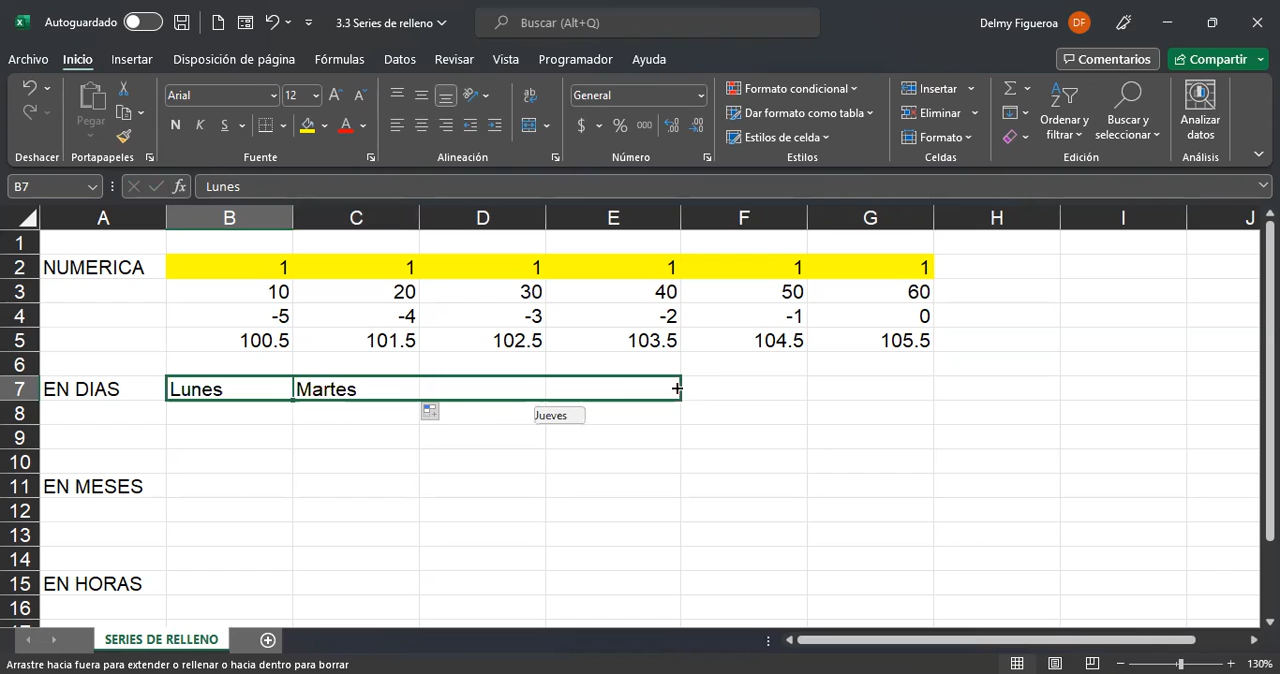 Autoguardado 3.3 Series de relleno Buscar (Alt+Q) Delmy Figueroa DF
Archivo Inicio Insertar Disposición de página Fórmulas Datos Revisar Vista Programador Ayuda Comentarios Compartir
Pegar Arial 12 General Formato condicional Insertar
N K S $ % 000 Dar formato como tabla Eliminar Ordenar y filtrar Buscar y seleccionar Analizar datos
Estilos de celda Formato
Deshacer Portapapeles Fuente Alineación Número Estilos Celdas Edición Análisis
B7 fx Lunes
A B C D E F G H I J
1
2 NUMERICA 1 1 1 1 1 1
3 10 20 30 40 50 60
4 -5 -4 -3 -2 -1 0
5 100.5 101.5 102.5 103.5 104.5 105.5
6
7 EN DIAS Lunes Martes
8 Jueves
9
10
11 EN MESES
12
13
14
15 EN HORAS
16
SERIES DE RELLENO
Arrastre hacia fuera para extender o rellenar o hacia dentro para borrar 130%